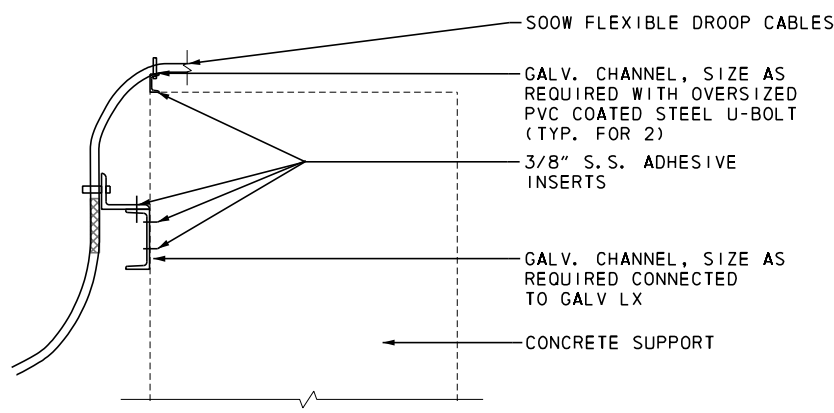 SOOW FLEXIBLE DROOP CABLES
GALV. CHANNEL, SIZE AS
REQUIRED WITH OVERSIZED
PVC COATED STEEL U-BOLT
(TYP. FOR 2)
3/8" S.S. ADHESIVE
INSERTS
GALV. CHANNEL, SIZE AS
REQUIRED CONNECTED
TO GALV LX
CONCRETE SUPPORT